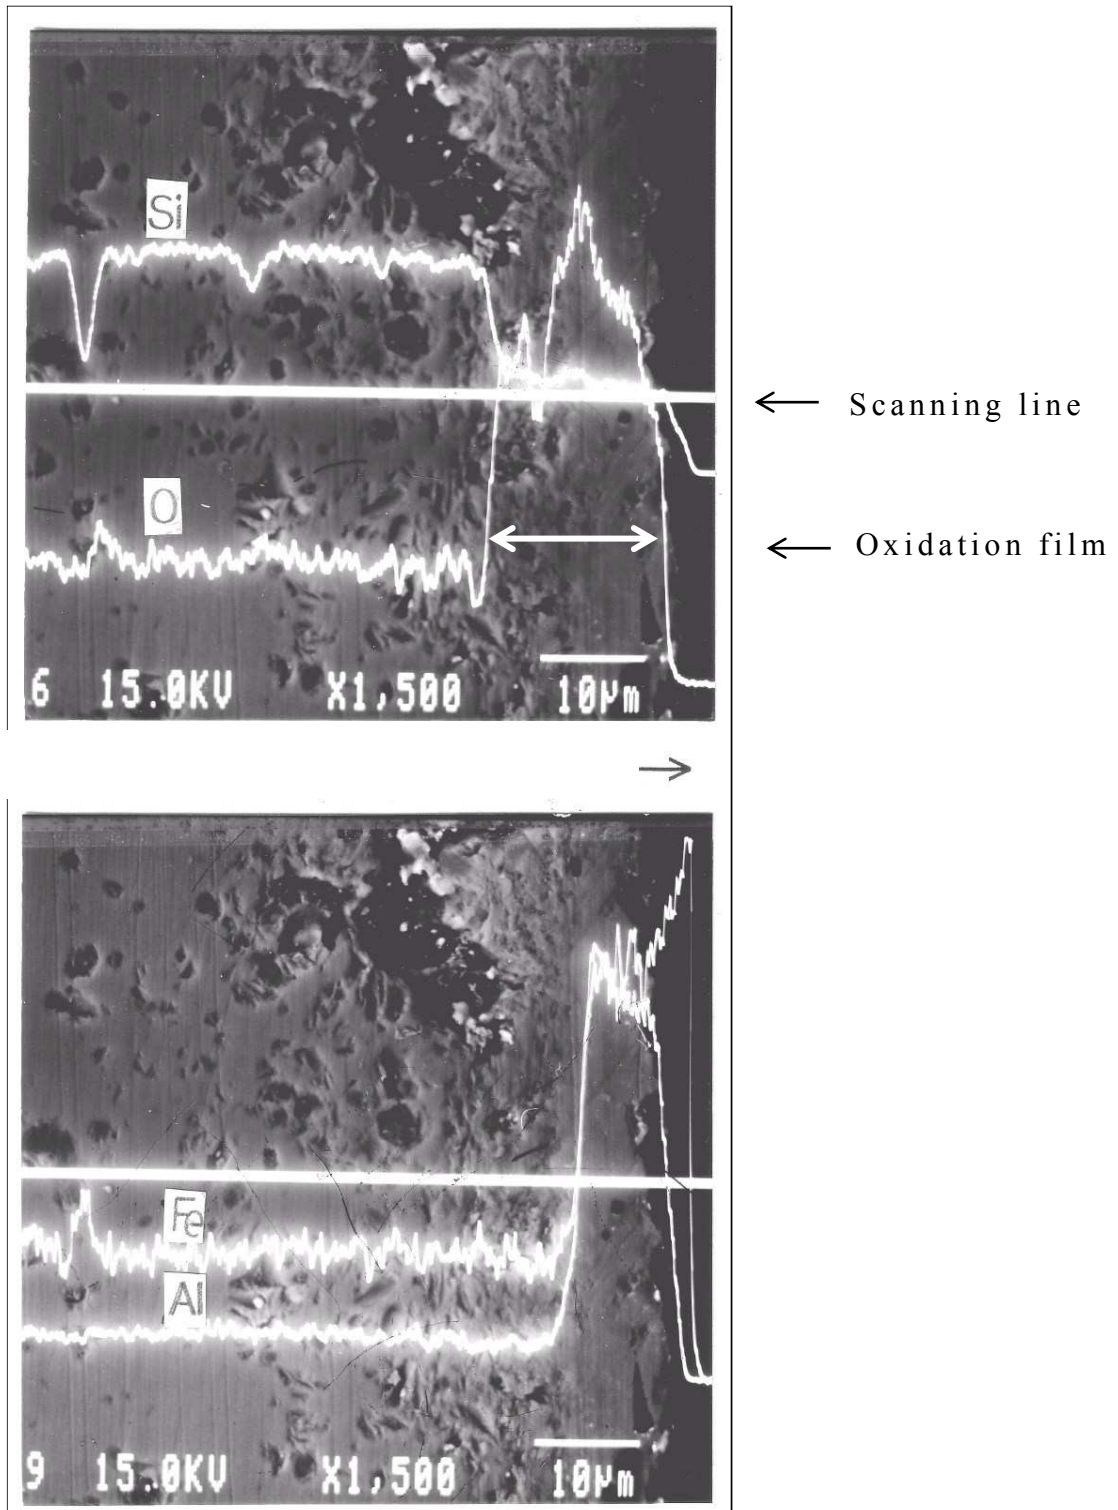 Si
Scanning line
O
Oxidation film
6 15.0KV X1,500 10µm
Fe
Al
9 15.0KV X1,500 10µm